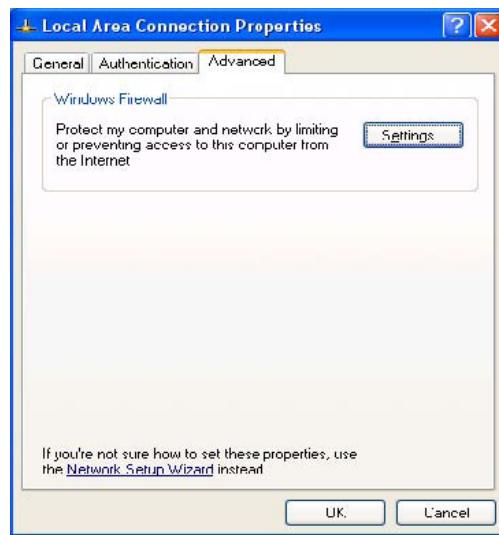 Local Area Connection Properties
General Authentication Advanced
Windows Firewall
Protect my computer and network by limiting
or preventing access to this computer from
the Internet
Settings...
If you're not sure how to set these properties, use
the Network Setup Wizard instead.
OK Cancel